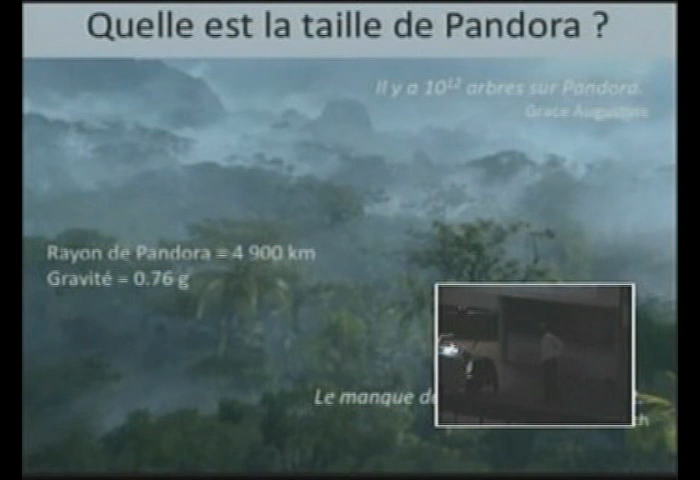 Quelle est la taille de Pandora ?
Il y a 10¹² arbres sur Pandora.
Grace Augustine
Rayon de Pandora = 4 900 km
Gravité = 0.76 g
Le manque